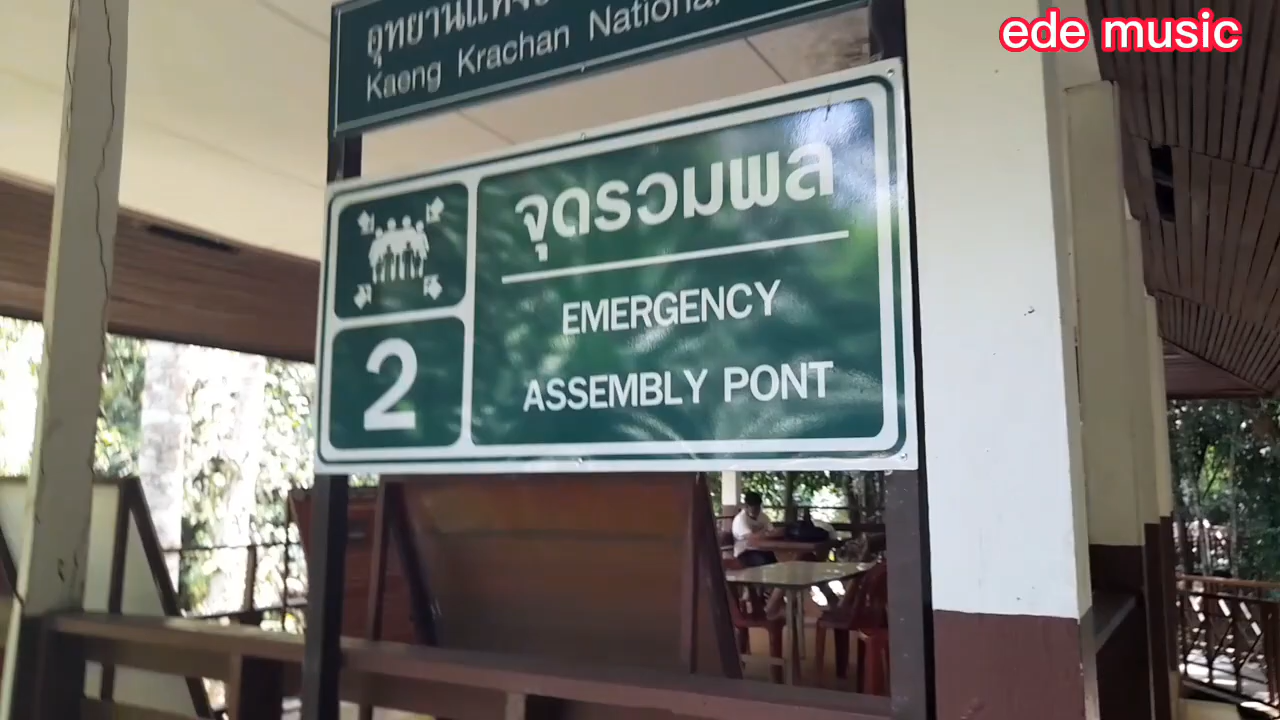 ede music
Kaeng Krachan National
จุดรวมพล
EMERGENCY
2
ASSEMBLY PONT